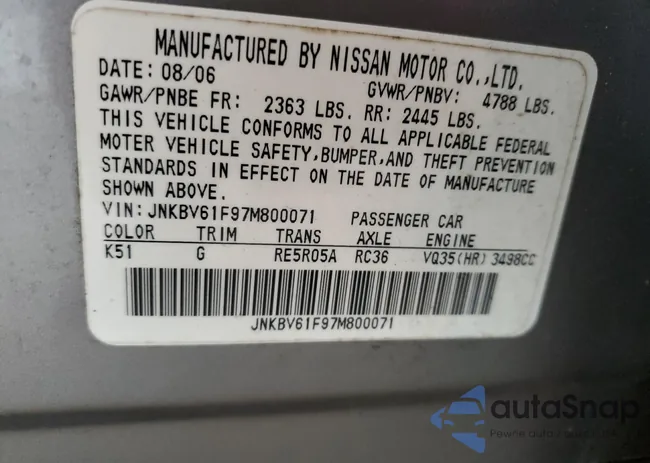 MANUFACTURED BY NISSAN MOTOR CO.,LTD.
DATE: 08/06 GVWR/PNBV: 4788 LBS.
GAWR/PNBE FR: 2363 LBS. RR: 2445 LBS.
THIS VEHICLE CONFORMS TO ALL APPLICABLE FEDERAL
MOTER VEHICLE SAFETY,BUMPER,AND THEFT PREVENTION
STANDARDS IN EFFECT ON THE DATE OF MANUFACTURE
SHOWN ABOVE.
VIN:JNKBV61F97M800071 PASSENGER CAR
COLOR TRIM TRANS AXLE ENGINE
K51 G RE5R05A RC36 VQ35(HR)3498CC
JNKBV61F97M800071
autaSnap
Pewne auta